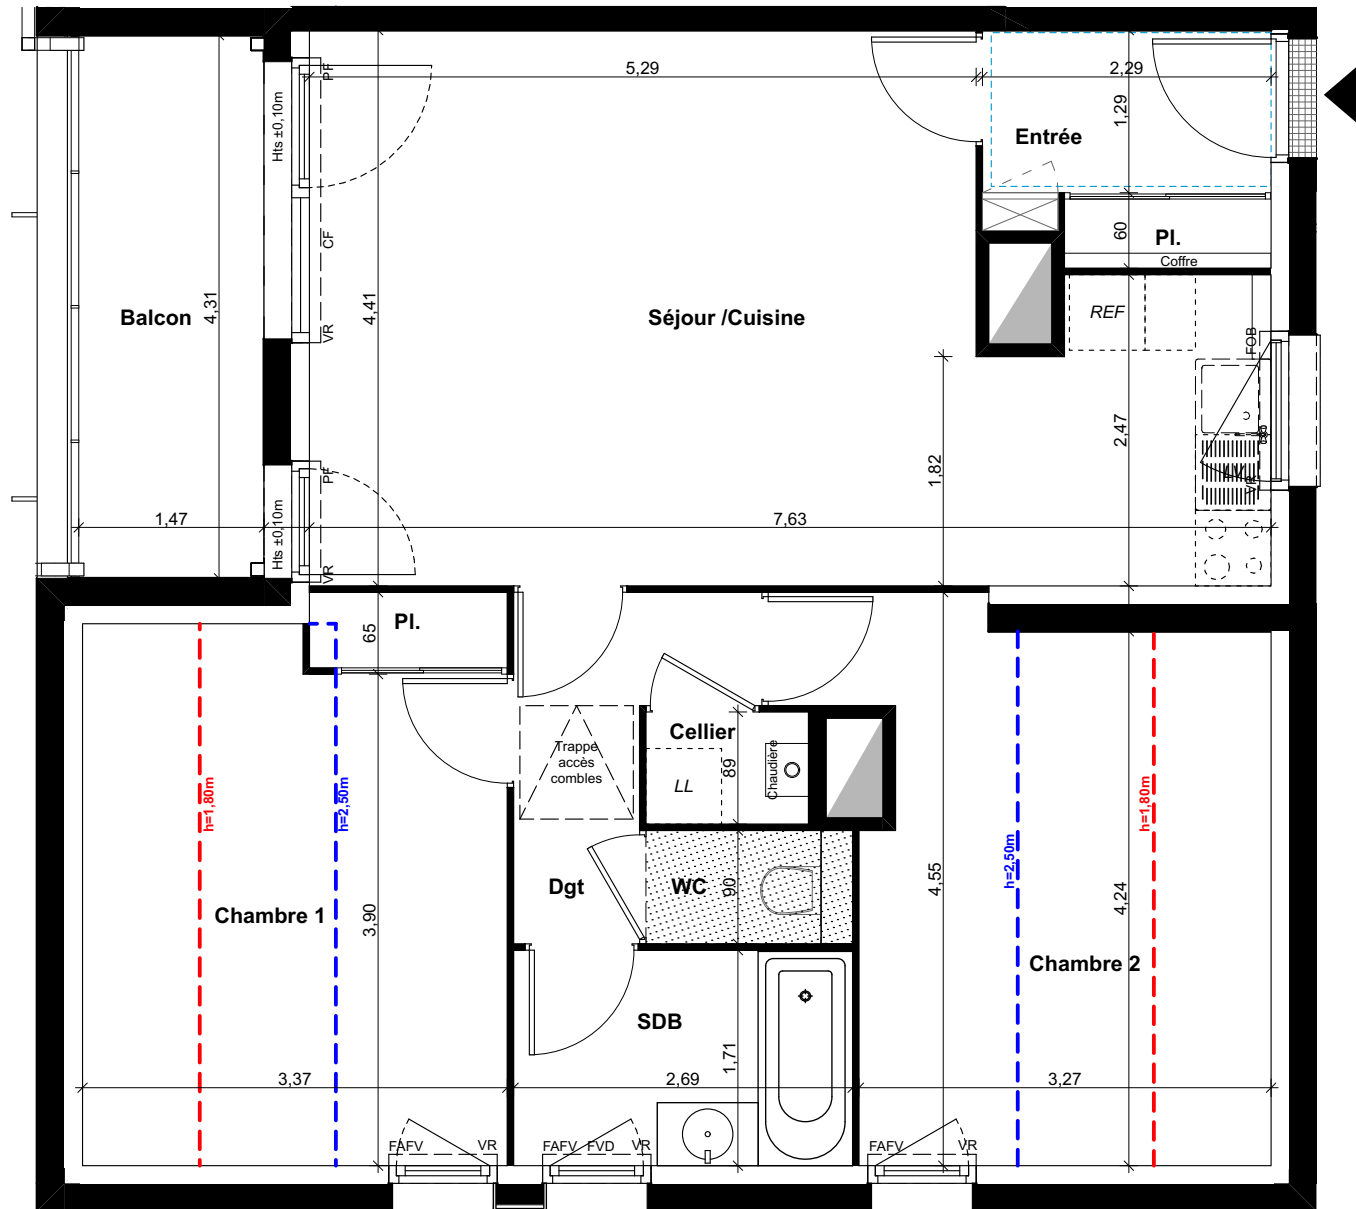 5,29
2,29
PF
Hts ±0,10m
1,29
Entrée
60
Pl.
Coffre
CF
Balcon
4,31
4,41
Séjour /Cuisine
REF
VR
FOB
2,47
1,82
PF
VR
1,47
Hts ±0,10m
7,63
VR
65
Pl.
Cellier
Trappe
accès
combles
89
LL
Chaudière
h=1,80m
h=2,50m
h=2,50m
h=1,80m
Dgt
WC
90
4,55
4,24
Chambre 1
3,90
Chambre 2
SDB
1,71
3,37
2,69
3,27
FAFV
VR
FAFV
FVD
VR
FAFV
VR